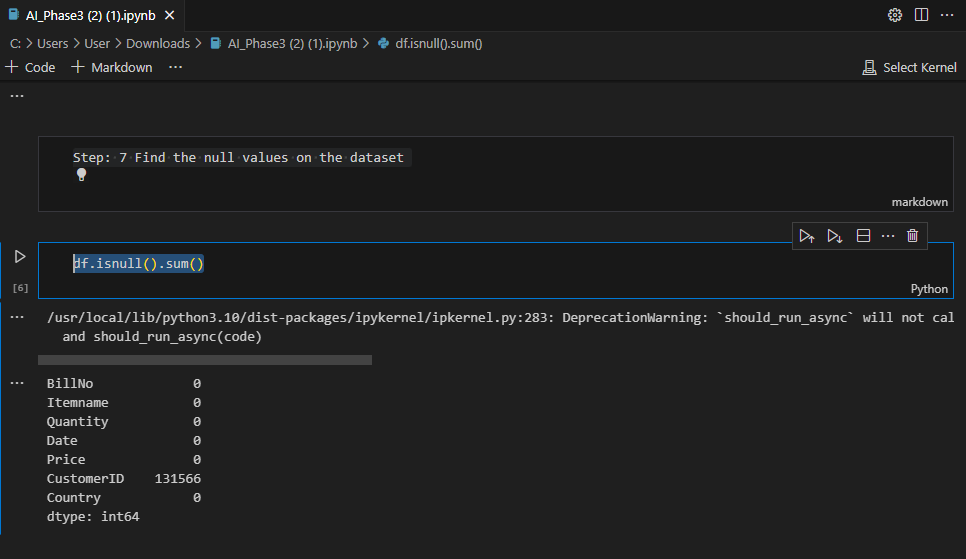 AI_Phase3 (2) (1).ipynb
C: > Users > User > Downloads > AI_Phase3 (2) (1).ipynb > df.isnull().sum()
+ Code + Markdown ··· Select Kernel
···
Step: 7 Find the null values on the dataset
markdown
df.isnull().sum()
[6]
Python
/usr/local/lib/python3.10/dist-packages/ipykernel/ipkernel.py:283: DeprecationWarning: `should_run_async` will not cal
and should_run_async(code)
BillNo 0
Itemname 0
Quantity 0
Date 0
Price 0
CustomerID 131566
Country 0
dtype: int64